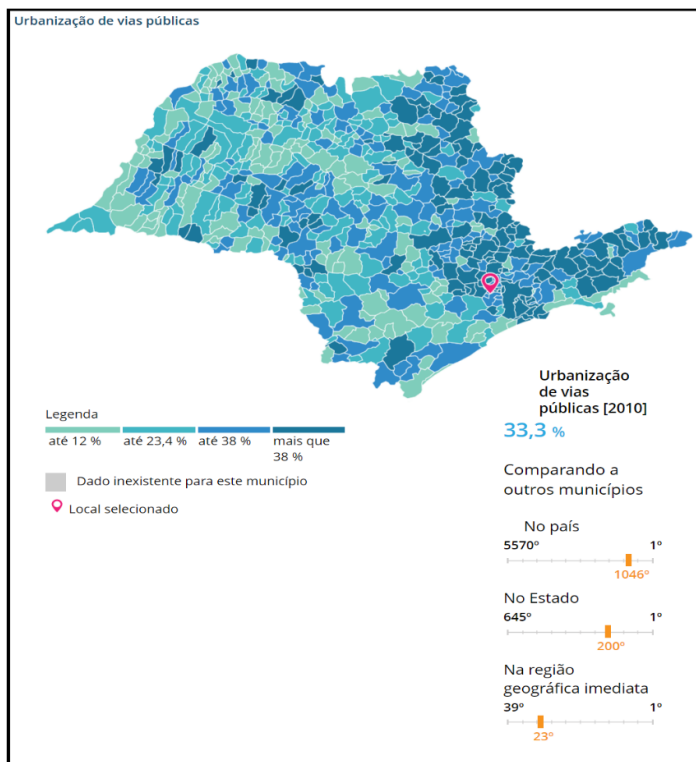 Urbanização de vias públicas
Legenda
até 12 %
até 23,4 %
até 38 %
mais que
38 %
Dado inexistente para este município
Local selecionado
Urbanização
de vias
públicas [2010]
33,3 %
Comparando a
outros municípios
No país
5570º 1º
1046º
No Estado
645º 1º
200º
Na região
geográfica imediata
39º 1º
23º